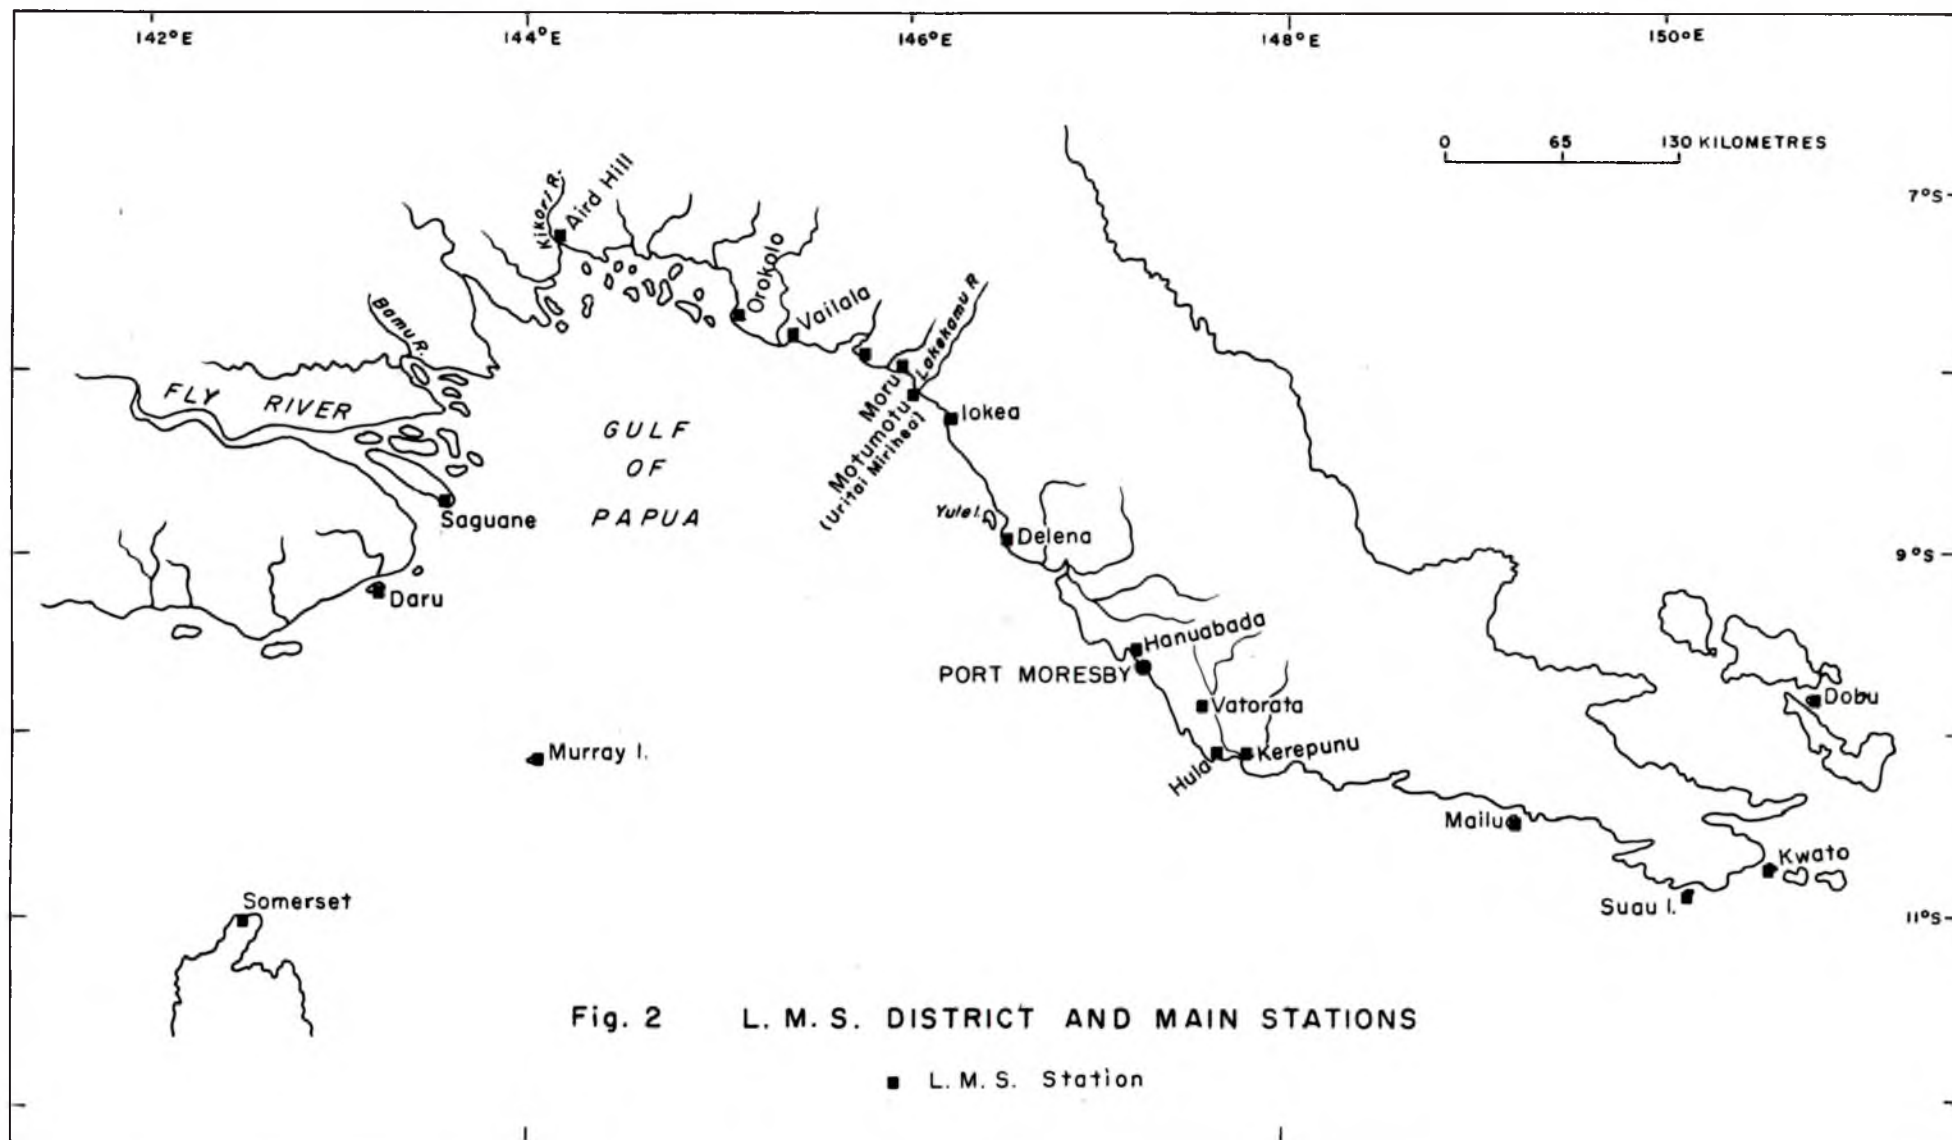 142°E 144°E 146°E 148°E 150°E
0 65 130 KILOMETRES
7°S
Kikori R.
Aird Hill
Orokolo
Vailala
Bamu R.
Lakekamu R
FLY RIVER
Moru
Motumotu
(Uritai Mirihea)
Iokea
GULF
OF
PAPUA
Saguane
Yule I.
Delena
9°S
Daru
Hanuabada
PORT MORESBY
Vatorata
Dobu
Murray I.
Hula
Kerepunu
Mailu
Kwato
Suau I.
Somerset
11°S
Fig. 2 L. M. S. DISTRICT AND MAIN STATIONS
L. M. S. Station